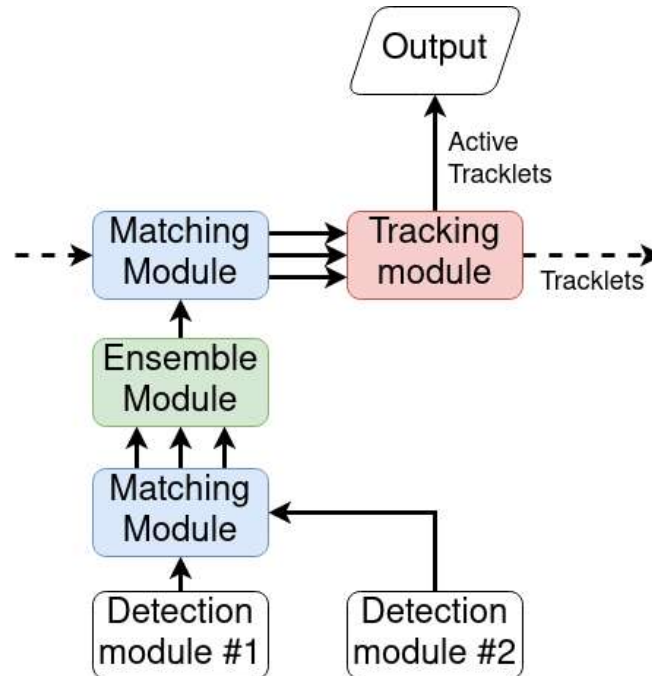 Output
Active
Tracklets
Matching
Module
Tracking
module
Tracklets
Ensemble
Module
Matching
Module
Detection
module #1
Detection
module #2